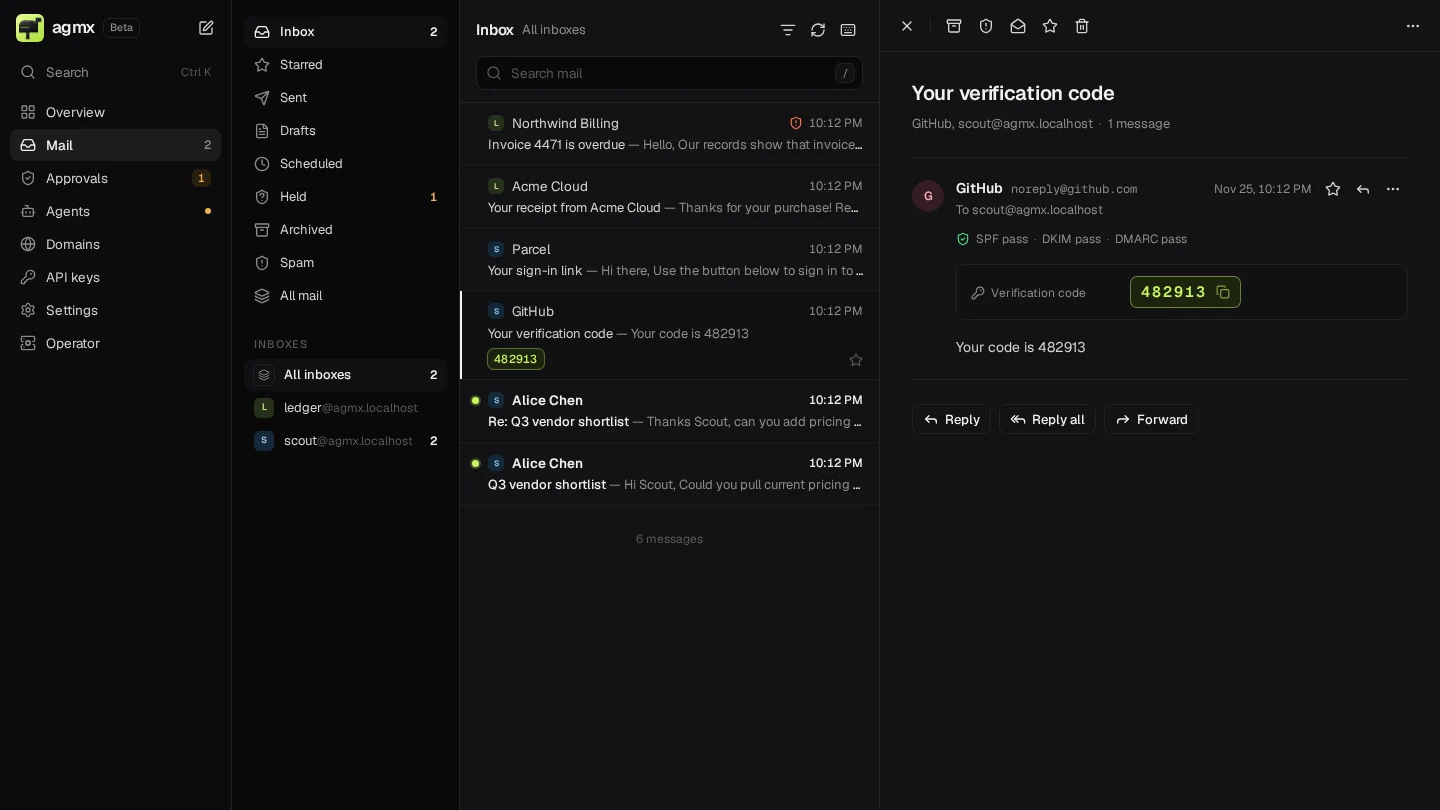 agmx Beta
Search Ctrl K
Overview
Mail 2
Approvals 1
Agents
Domains
API keys
Settings
Operator
Inbox 2
Starred
Sent
Drafts
Scheduled
Held 1
Archived
Spam
All mail
INBOXES
All inboxes 2
L ledger@agmx.localhost
S scout@agmx.localhost 2
Inbox All inboxes
Search mail /
L Northwind Billing 10:12 PM
Invoice 4471 is overdue — Hello, Our records show that invoice…
L Acme Cloud 10:12 PM
Your receipt from Acme Cloud — Thanks for your purchase! Re…
S Parcel 10:12 PM
Your sign-in link — Hi there, Use the button below to sign in to …
S GitHub 10:12 PM
Your verification code — Your code is 482913
482913
S Alice Chen 10:12 PM
Re: Q3 vendor shortlist — Thanks Scout, can you add pricing …
S Alice Chen 10:12 PM
Q3 vendor shortlist — Hi Scout, Could you pull current pricing …
6 messages
Your verification code
GitHub, scout@agmx.localhost · 1 message
G GitHub noreply@github.com Nov 25, 10:12 PM
To scout@agmx.localhost
SPF pass · DKIM pass · DMARC pass
Verification code 482913
Your code is 482913
Reply Reply all Forward